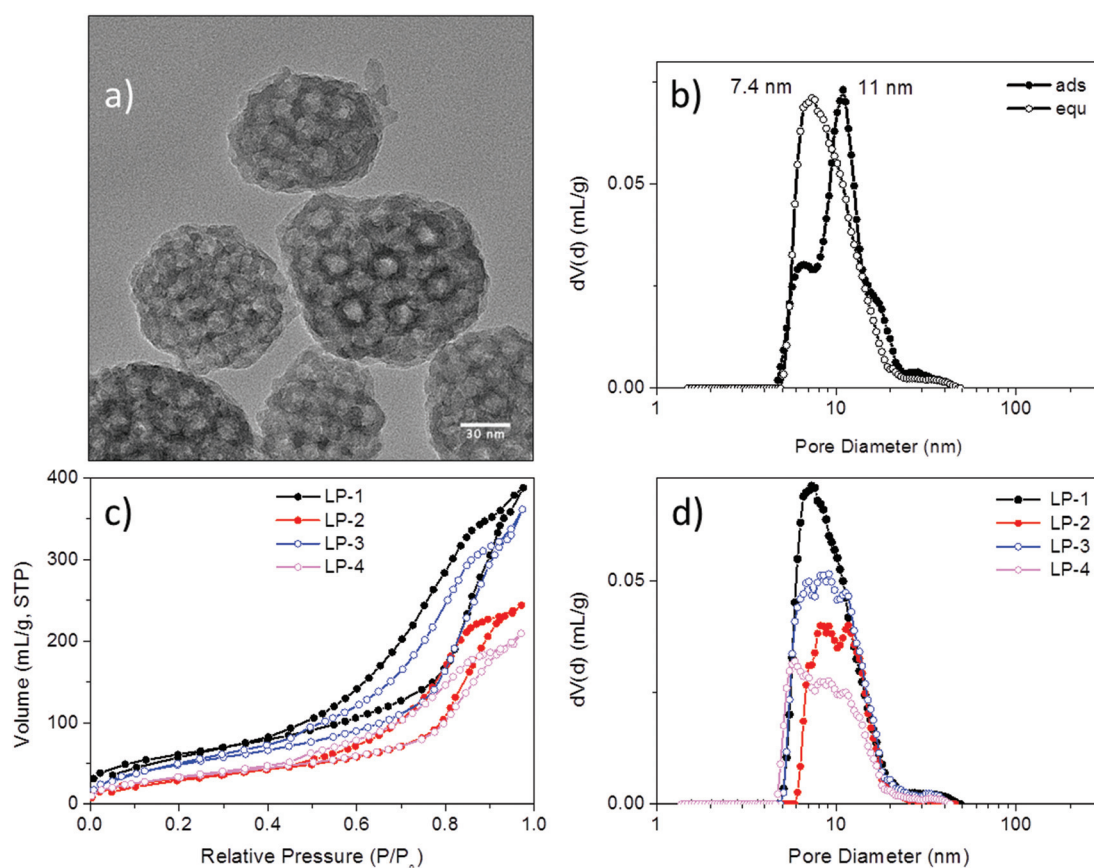 a)
30 nm
b)
7.4 nm 11 nm
ads
equ
0.05
0.00
dV(d) (mL/g)
1 10 100
Pore Diameter (nm)
c)
LP-1
LP-2
LP-3
LP-4
400
300
200
100
0
Volume (mL/g, STP)
0.0 0.2 0.4 0.6 0.8 1.0
Relative Pressure (P/P
d)
LP-1
LP-2
LP-3
LP-4
0.05
0.00
dV(d) (mL/g)
1 10 100
Pore Diameter (nm)